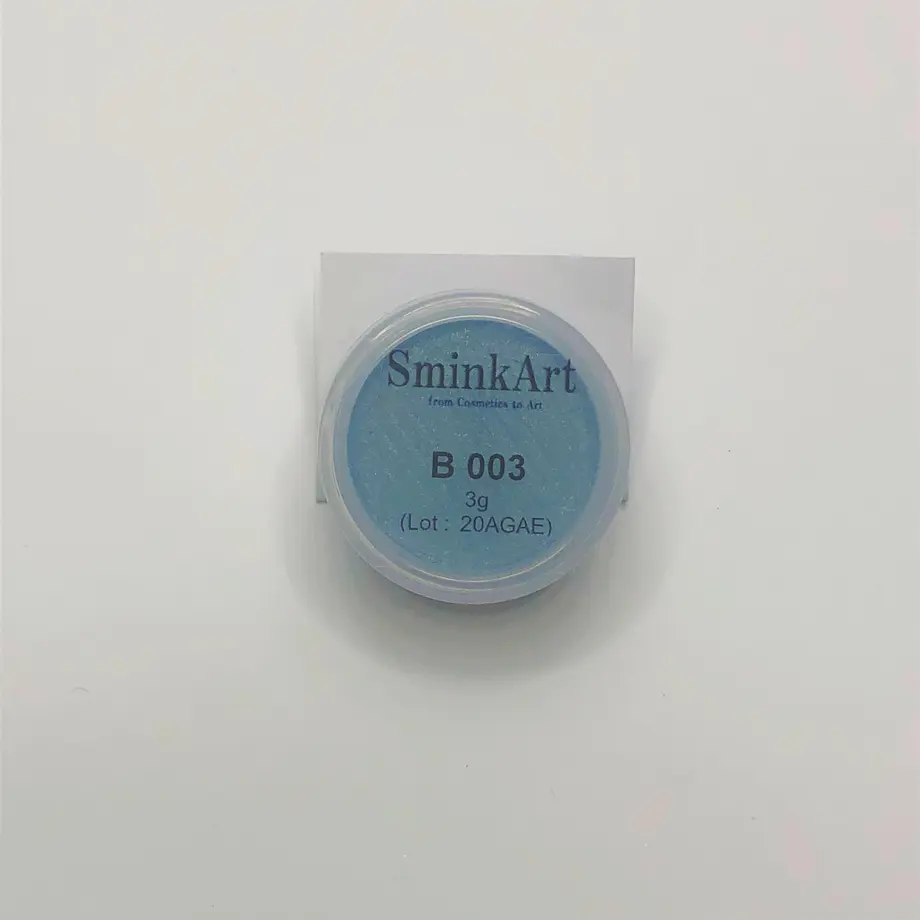 SminkArt
from Cosmetics to Art
B 003
3g
(Lot : 20AGAE)